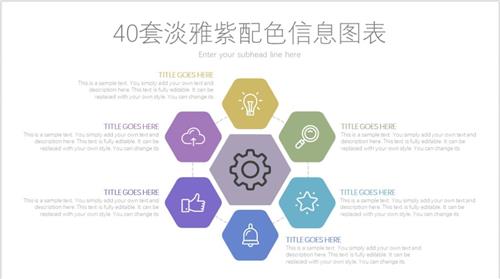 40套淡雅紫配色信息图表
Enter your subhead line here
TITLE GOES HERE
This is a sample text. You simply add your own text and
description here. This text is fully editable. It can be
replaced with your own style. You can change its
TITLE GOES HERE
This is a sample text. You simply add your own text and
description here. This text is fully editable. It can be
replaced with your own style. You can change its
TITLE GOES HERE
This is a sample text. You simply add your own text and
description here. This text is fully editable. It can be
replaced with your own style. You can change its
TITLE GOES HERE
This is a sample text. You simply add your own text and
description here. This text is fully editable. It can be
replaced with your own style. You can change its
TITLE GOES HERE
This is a sample text. You simply add your own text and
description here. This text is fully editable. It can be
replaced with your own style. You can change its
TITLE GOES HERE
This is a sample text. You simply add your own text and
description here. This text is fully editable. It can be
replaced with your own style. You can change its